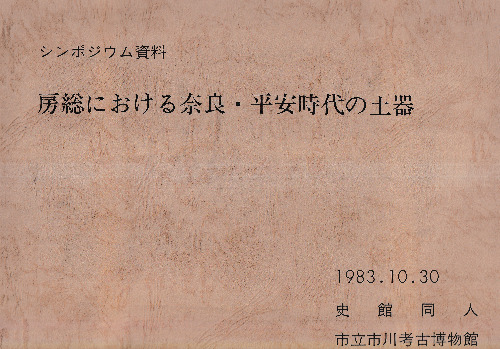 シンポジウム資料
房総における奈良・平安時代の土器
1983.10.30
史館同人
市立市川考古博物館